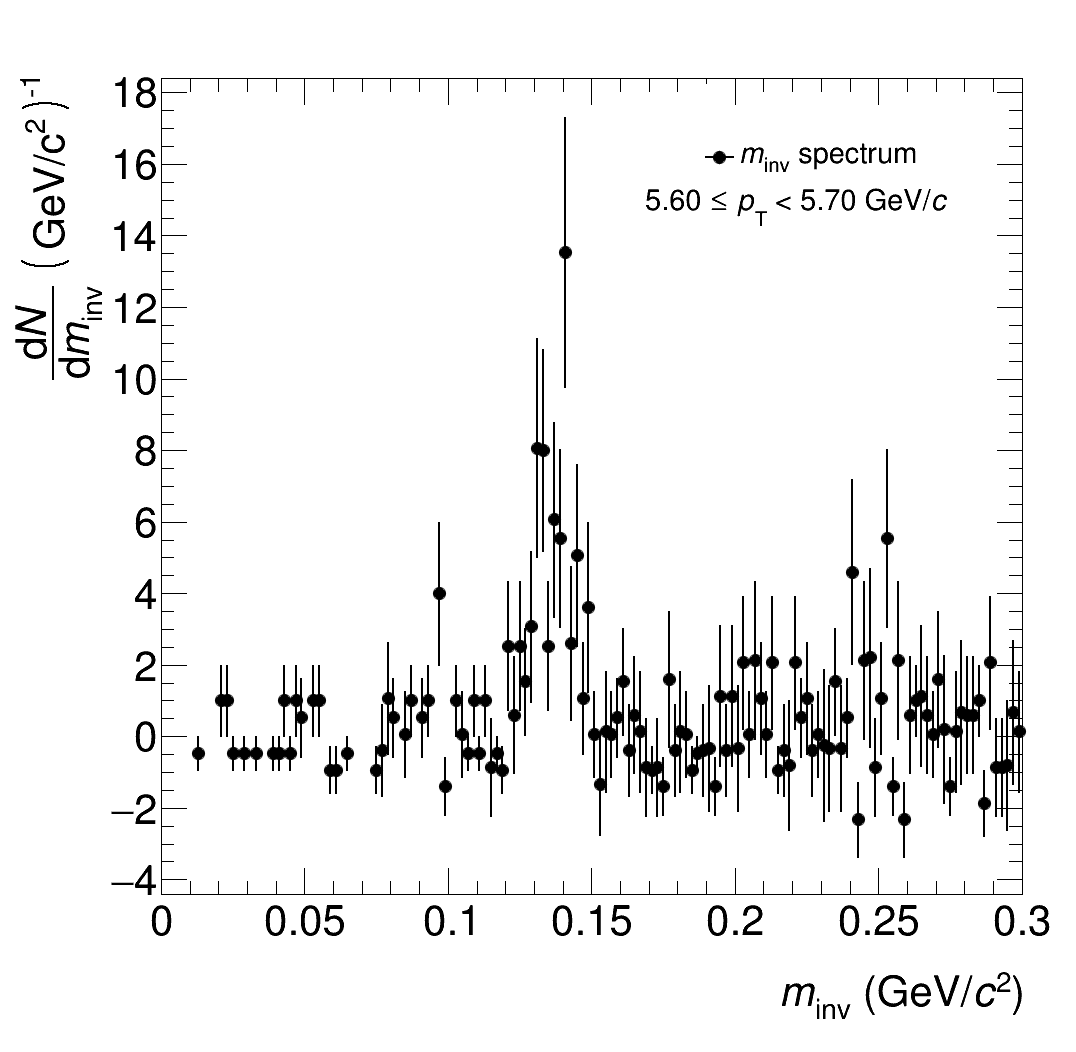 dN/dm_inv (GeV/c²)⁻¹
18
16
14
12
10
8
6
4
2
0
−2
−4
m_inv spectrum
5.60 ≤ p_T < 5.70 GeV/c
0 0.05 0.1 0.15 0.2 0.25 0.3
m_inv (GeV/c²)